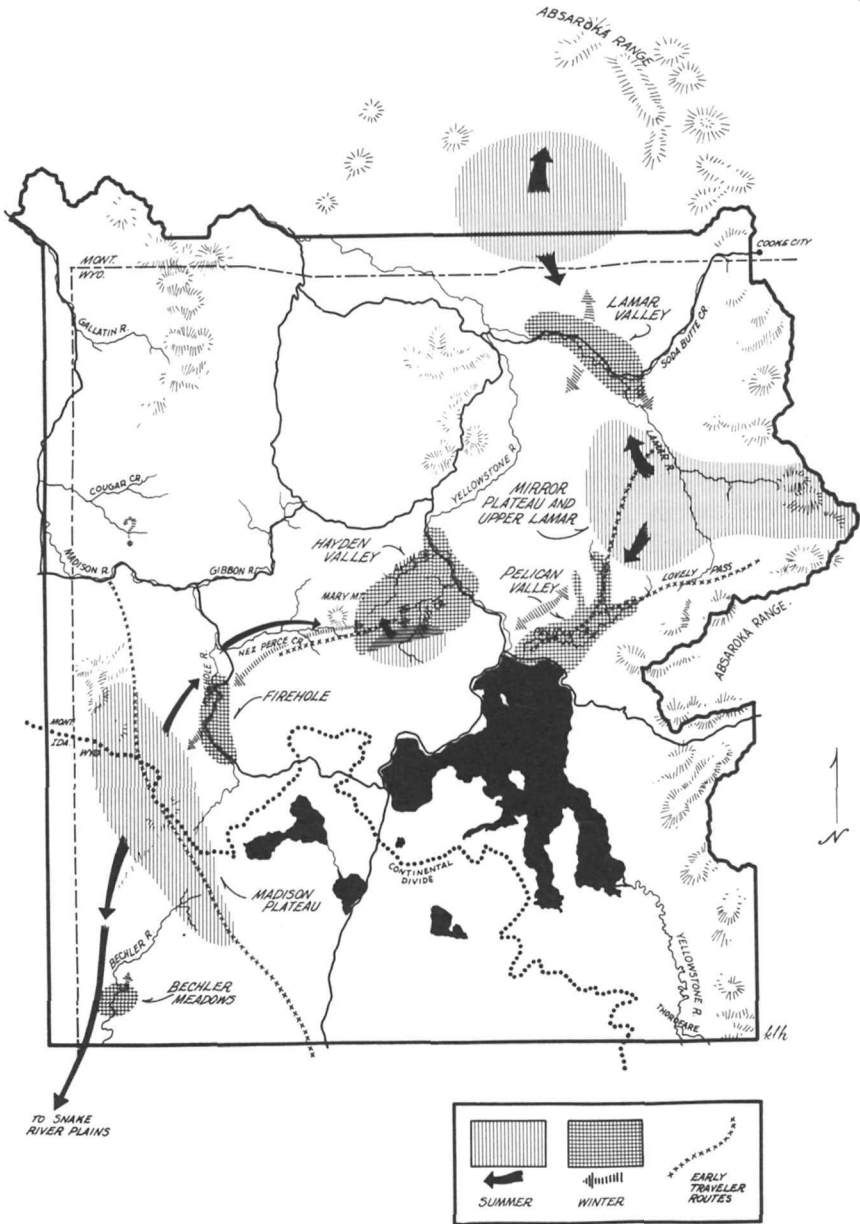 ABSAROKA RANGE
COOKE CITY
MONT.
WYO.
LAMAR
VALLEY
GALLATIN R.
SODA BUTTE CR.
YELLOWSTONE R.
LAMAR R.
COUGAR CR.
MIRROR
PLATEAU AND
UPPER LAMAR
HAYDEN
VALLEY
MADISON R.
GIBBON R.
PELICAN
VALLEY
LOVELY PASS
MARY MT.
NEZ PERCE CR.
ABSAROKA RANGE.
FIREHOLE
MONT.
IDA.
WYO.
N
CONTINENTAL
DIVIDE
MADISON
PLATEAU
BECHLER R.
YELLOWSTONE R.
BECHLER
MEADOWS
THOROFARE
klh
TO SNAKE
RIVER PLAINS
SUMMER
WINTER
EARLY
TRAVELER
ROUTES